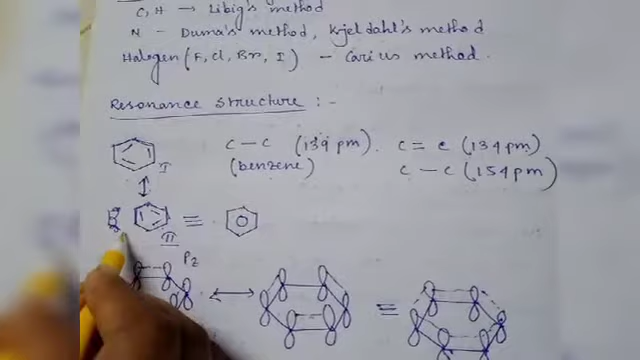 C, H → Libig's method
N - Duma's method, Kjeldahl's method
Halogen (F, Cl, Br, I) - Carius method.
Resonance structure :-
C - C (139 pm). C = C (134 pm)
(benzene) C - C (154 pm)
I
II
≡
Pz
≡